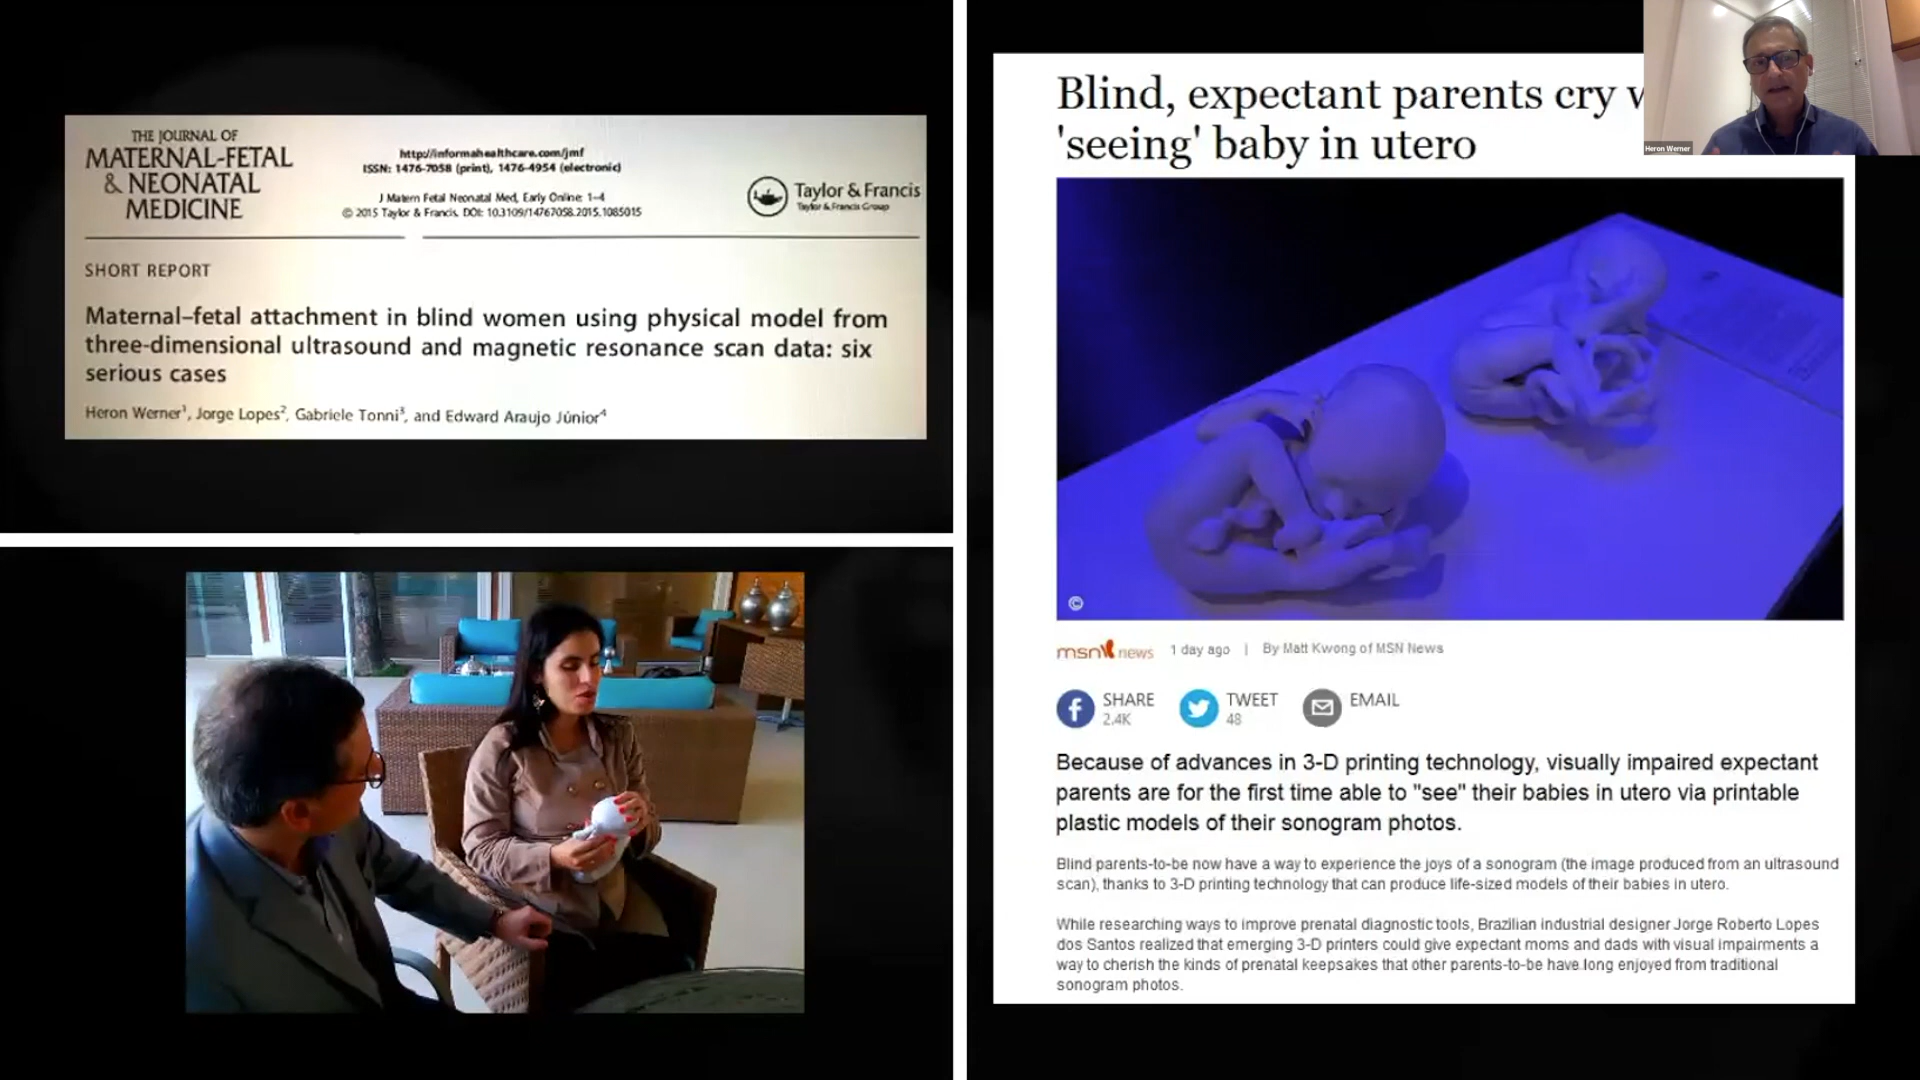 THE JOURNAL OF
MATERNAL-FETAL
& NEONATAL
MEDICINE
http://informahealthcare.com/jmf
ISSN: 1476-7058 (print), 1476-4954 (electronic)
J Matern Fetal Neonatal Med, Early Online: 1–4
© 2015 Taylor & Francis. DOI: 10.3109/14767058.2015.1085015
Taylor & Francis
Taylor & Francis Group
SHORT REPORT
Maternal–fetal attachment in blind women using physical model from
three-dimensional ultrasound and magnetic resonance scan data: six
serious cases
Heron Werner¹, Jorge Lopes², Gabriele Tonni³, and Edward Araujo Júnior⁴
Blind, expectant parents cry
'seeing' baby in utero
Heron Werner
©
msn news 1 day ago | By Matt Kwong of MSN News
SHARE
2.4K
TWEET
48
EMAIL
Because of advances in 3-D printing technology, visually impaired expectant
parents are for the first time able to "see" their babies in utero via printable
plastic models of their sonogram photos.
Blind parents-to-be now have a way to experience the joys of a sonogram (the image produced from an ultrasound
scan), thanks to 3-D printing technology that can produce life-sized models of their babies in utero.
While researching ways to improve prenatal diagnostic tools, Brazilian industrial designer Jorge Roberto Lopes
dos Santos realized that emerging 3-D printers could give expectant moms and dads with visual impairments a
way to cherish the kinds of prenatal keepsakes that other parents-to-be have long enjoyed from traditional
sonogram photos.